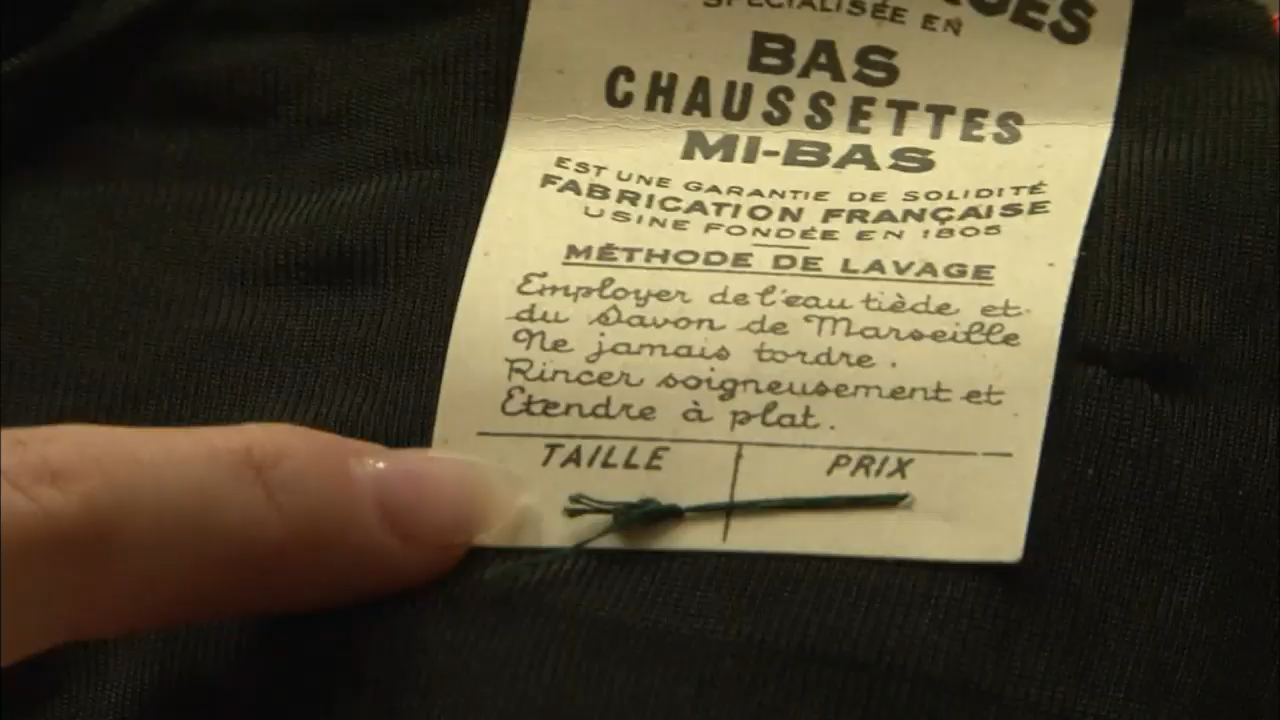 SPÉCIALISÉE EN
BAS
CHAUSSETTES
MI-BAS
EST UNE GARANTIE DE SOLIDITÉ
FABRICATION FRANÇAISE
USINE FONDÉE EN 1805
MÉTHODE DE LAVAGE
Employer de l'eau tiède et
du Savon de Marseille
Ne jamais tordre.
Rincer soigneusement et
Etendre à plat.
TAILLE PRIX